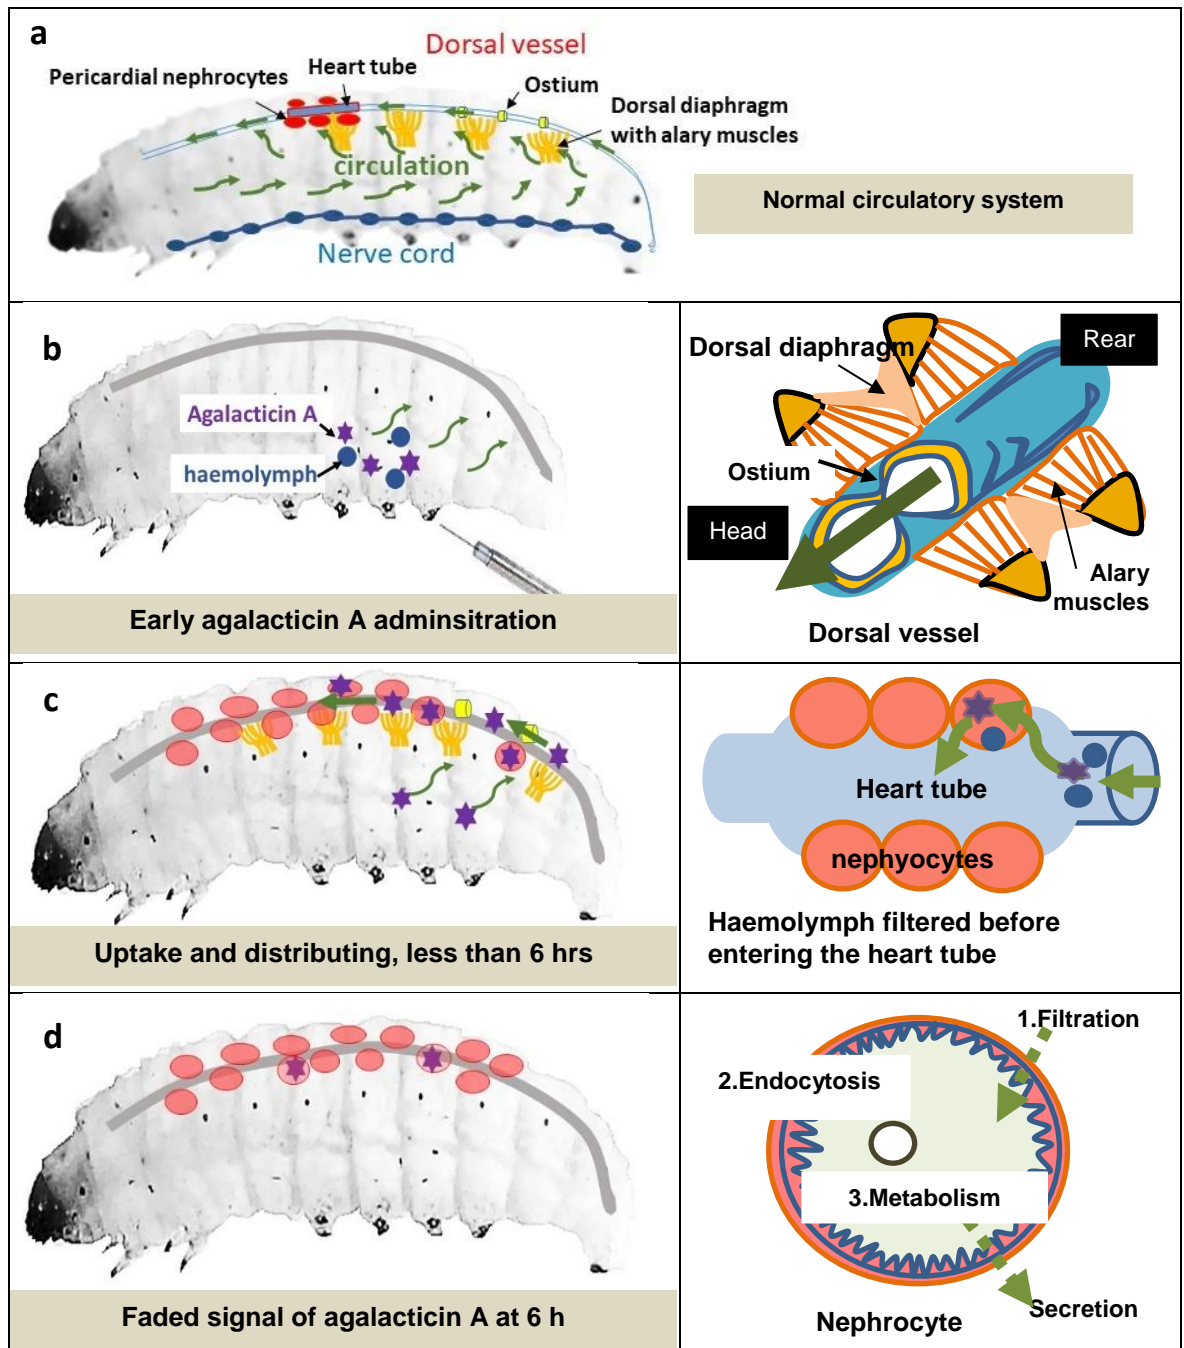 a
Dorsal vessel
Pericardial nephrocytes
Heart tube
Ostium
Dorsal diaphragm
with alary muscles
circulation
Nerve cord
Normal circulatory system
b
Agalacticin A
haemolymph
Early agalacticin A adminsitration
Dorsal diaphragm
Rear
Ostium
Head
Alary
muscles
Dorsal vessel
c
Uptake and distributing, less than 6 hrs
Heart tube
nephyocytes
Haemolymph filtered before
entering the heart tube
d
Faded signal of agalacticin A at 6 h
1.Filtration
2.Endocytosis
3.Metabolism
Secretion
Nephrocyte